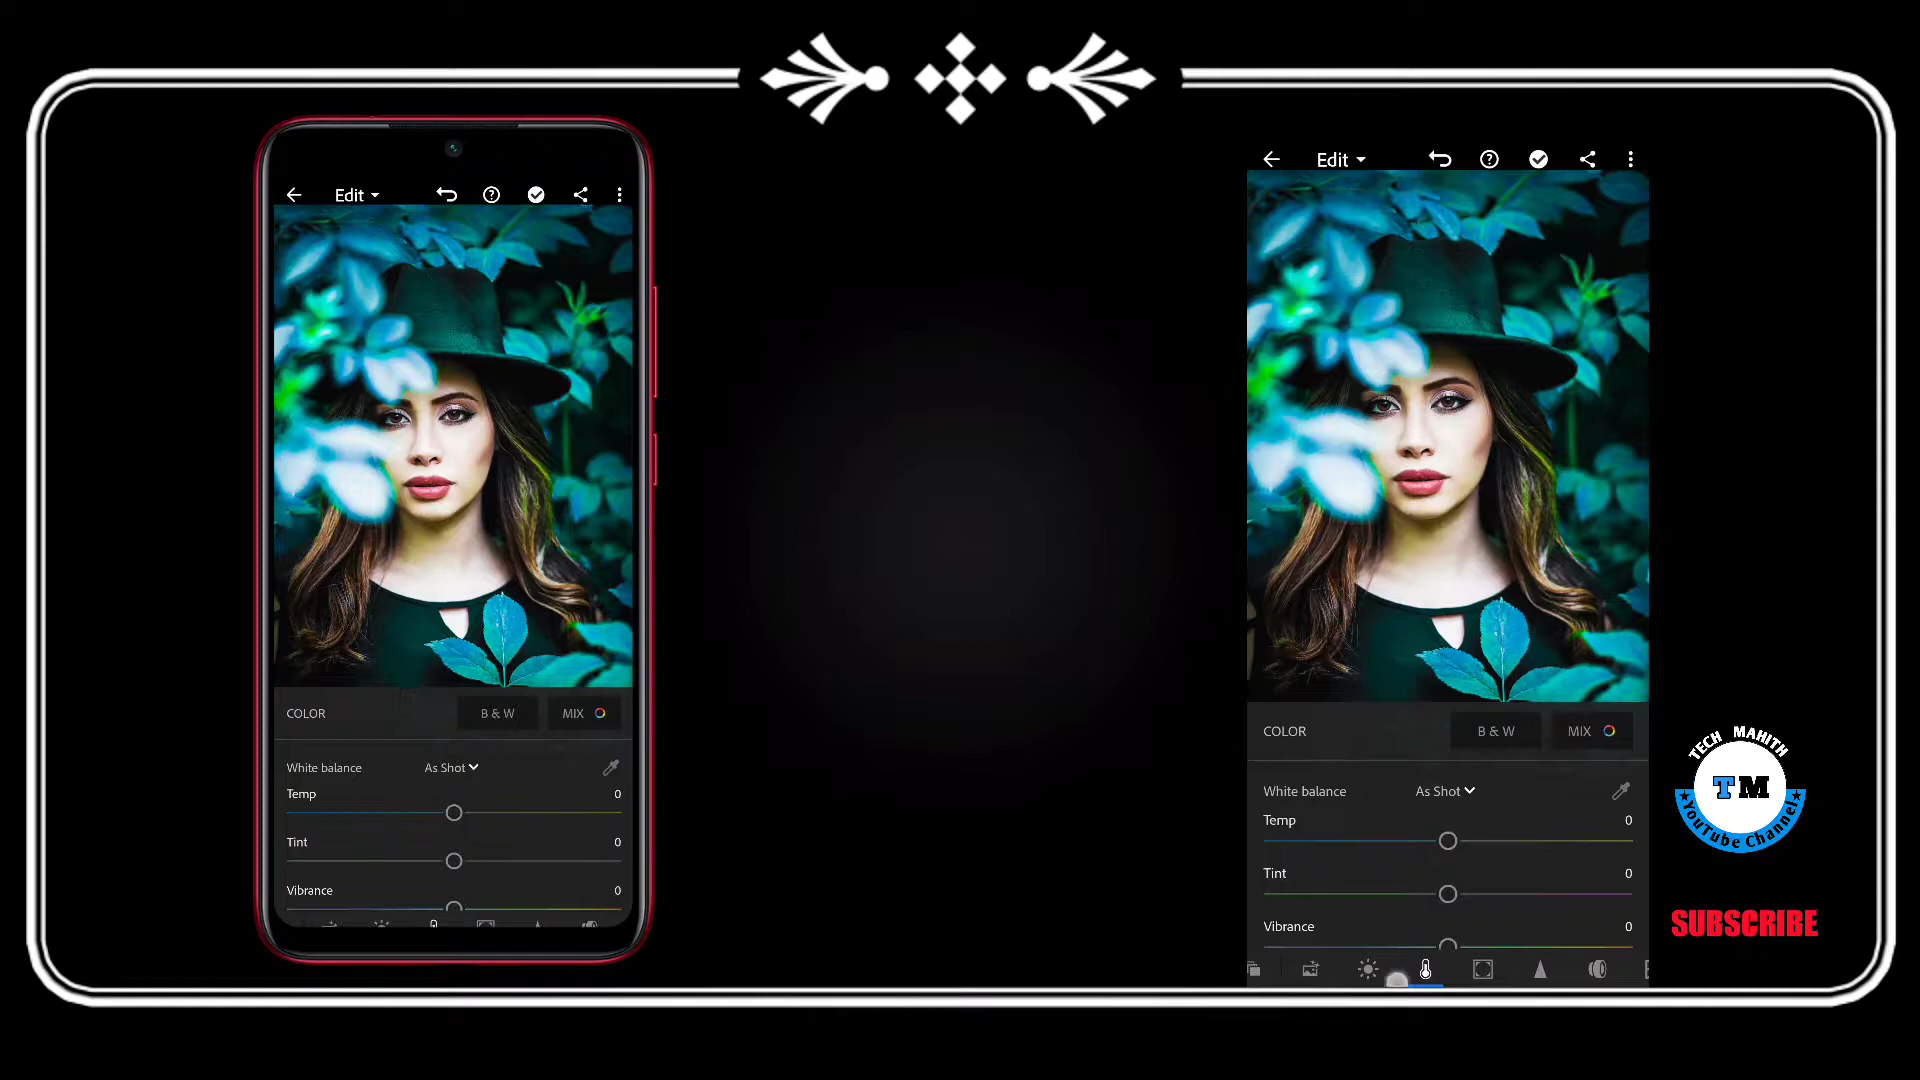 Edit
COLOR
B & W
MIX
White balance
As Shot
Temp
0
Tint
0
Vibrance
0
Edit
COLOR
B & W
MIX
White balance
As Shot
Temp
0
Tint
0
Vibrance
0
TECH MAHITH
TM
YouTube Channel
SUBSCRIBE